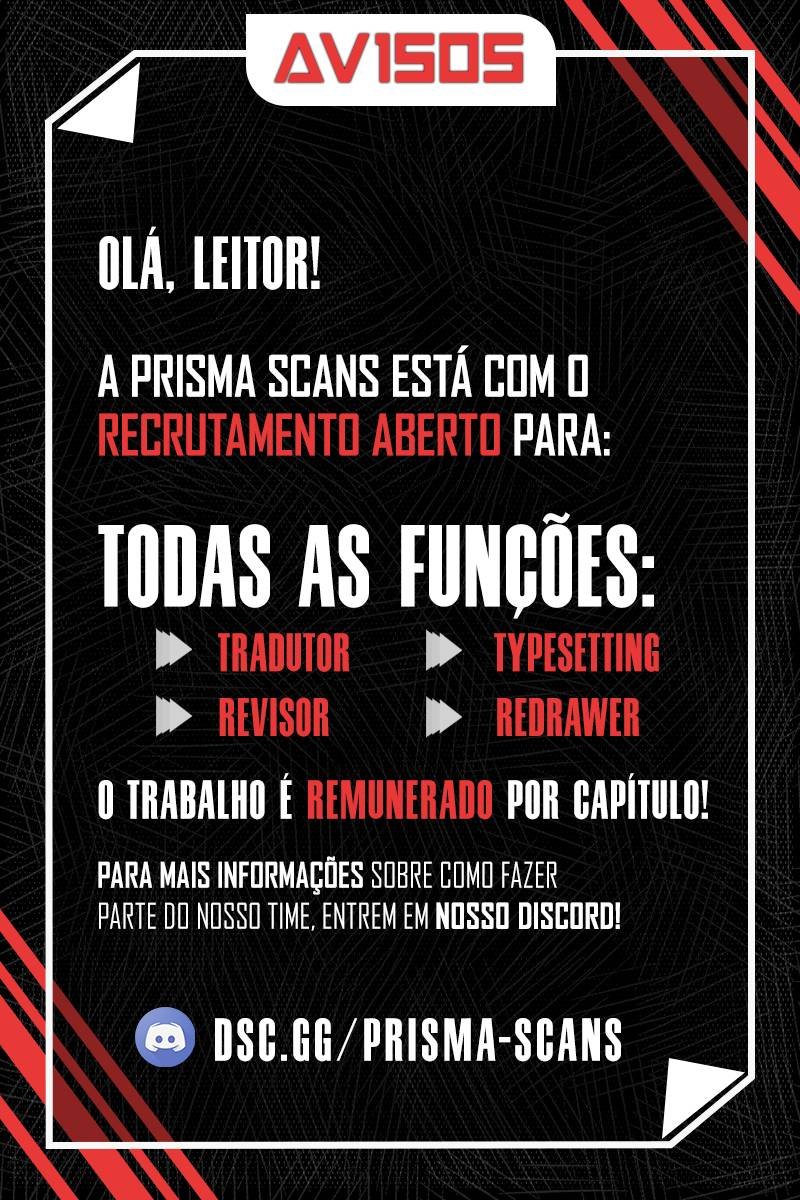 AVISOS
OLÁ, LEITOR!
A PRISMA SCANS ESTÁ COM O
RECRUTAMENTO ABERTO PARA:
TODAS AS FUNÇÕES:
TRADUTOR TYPESETTING
REVISOR REDRAWER
O TRABALHO É REMUNERADO POR CAPÍTULO!
PARA MAIS INFORMAÇÕES SOBRE COMO FAZER
PARTE DO NOSSO TIME, ENTREM EM NOSSO DISCORD!
DSC.GG/PRISMA-SCANS